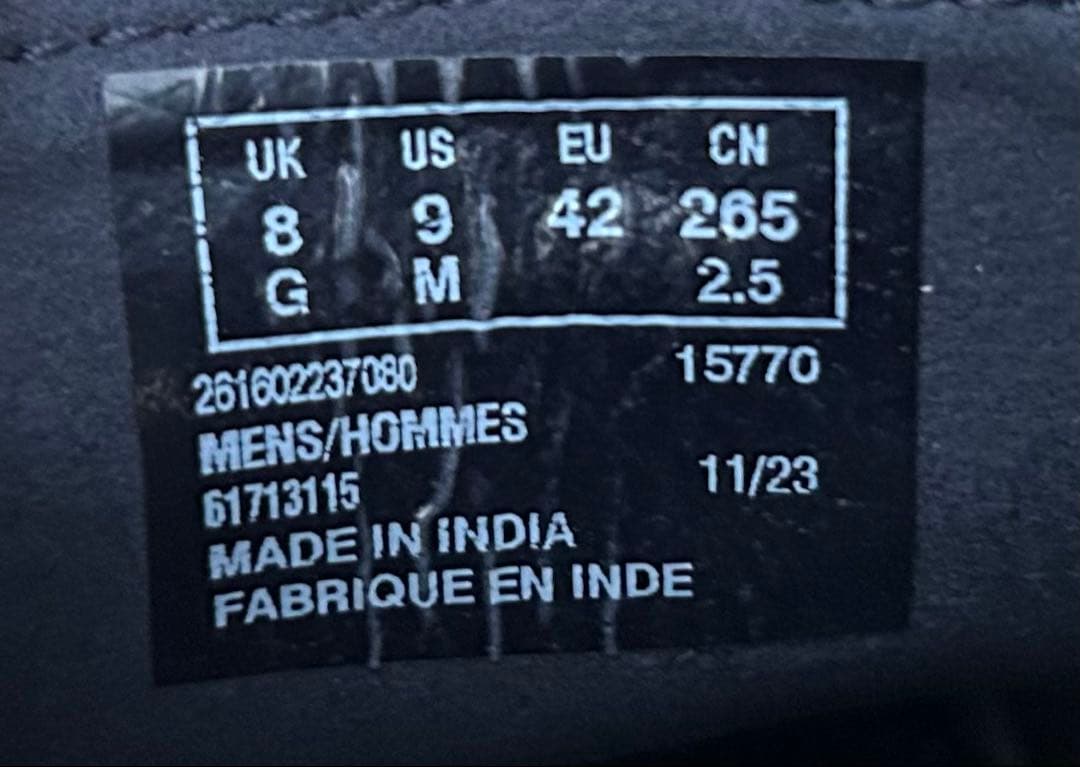 UK US EU CN
8 9 42 265
G M 2.5
261602237080 15770
MENS/HOMMES
61713115 11/23
MADE IN INDIA
FABRIQUE EN INDE